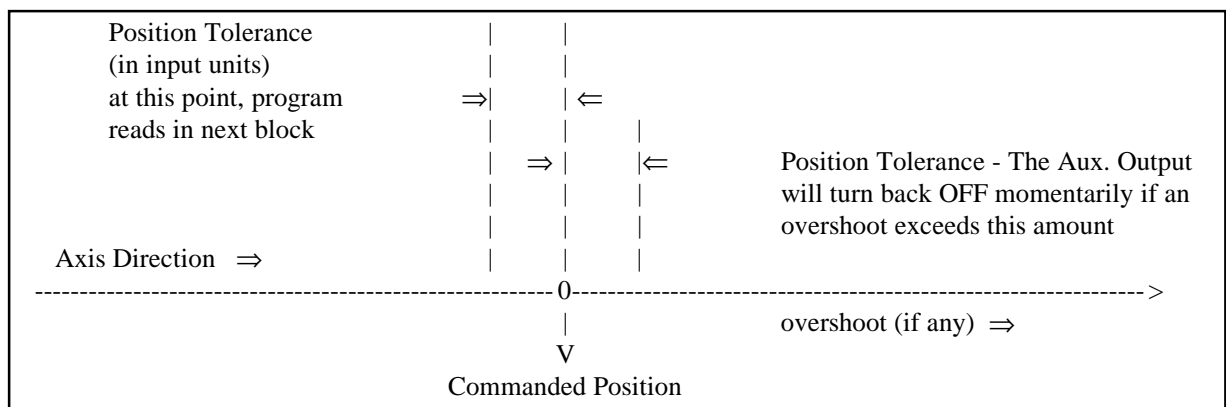 Position Tolerance
(in input units)
at this point, program
reads in next block
Position Tolerance - The Aux. Output
will turn back OFF momentarily if an
overshoot exceeds this amount
Axis Direction ⇒
0
overshoot (if any) ⇒
V
Commanded Position